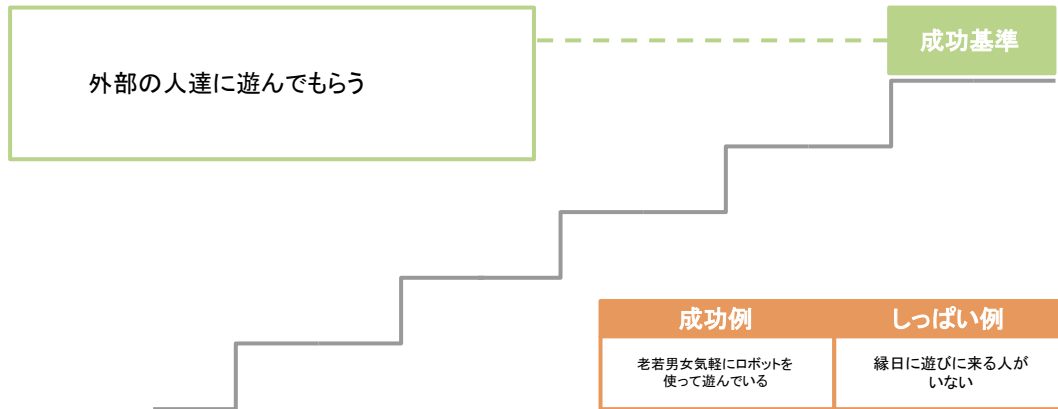 外部の人達に遊んでもらう
成功基準
成功例
しっぱい例
老若男女気軽にロボットを
使って遊んでいる
縁日に遊びに来る人が
いない